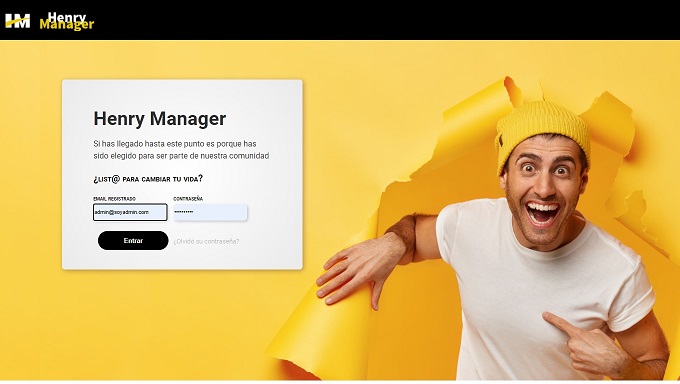 HM Henry
Manager
Henry Manager
Si has llegado hasta este punto es porque has
sido elegido para ser parte de nuestra comunidad
¿LIST@ PARA CAMBIAR TU VIDA?
EMAIL REGISTRADO CONTRASEÑA
admin@soyadmin.com ••••••••••
Entrar ¿Olvidó su contraseña?